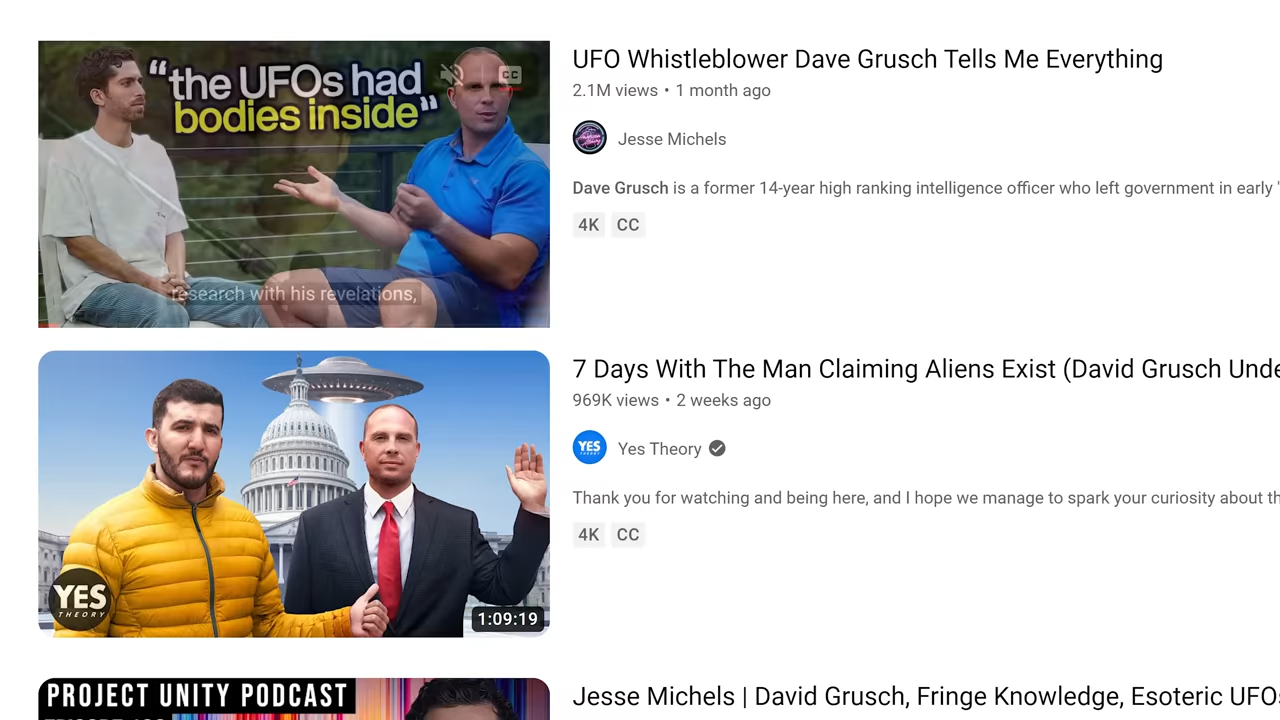 “the UFOs had
bodies inside”
CC
research with his revelations,
UFO Whistleblower Dave Grusch Tells Me Everything
2.1M views • 1 month ago
Jesse Michels
Dave Grusch is a former 14-year high ranking intelligence officer who left government in early
4K CC
YES
THEORY
1:09:19
7 Days With The Man Claiming Aliens Exist (David Grusch Unde
969K views • 2 weeks ago
YES
THEORY
Yes Theory
Thank you for watching and being here, and I hope we manage to spark your curiosity about th
4K CC
PROJECT UNITY PODCAST
Jesse Michels | David Grusch, Fringe Knowledge, Esoteric UFO